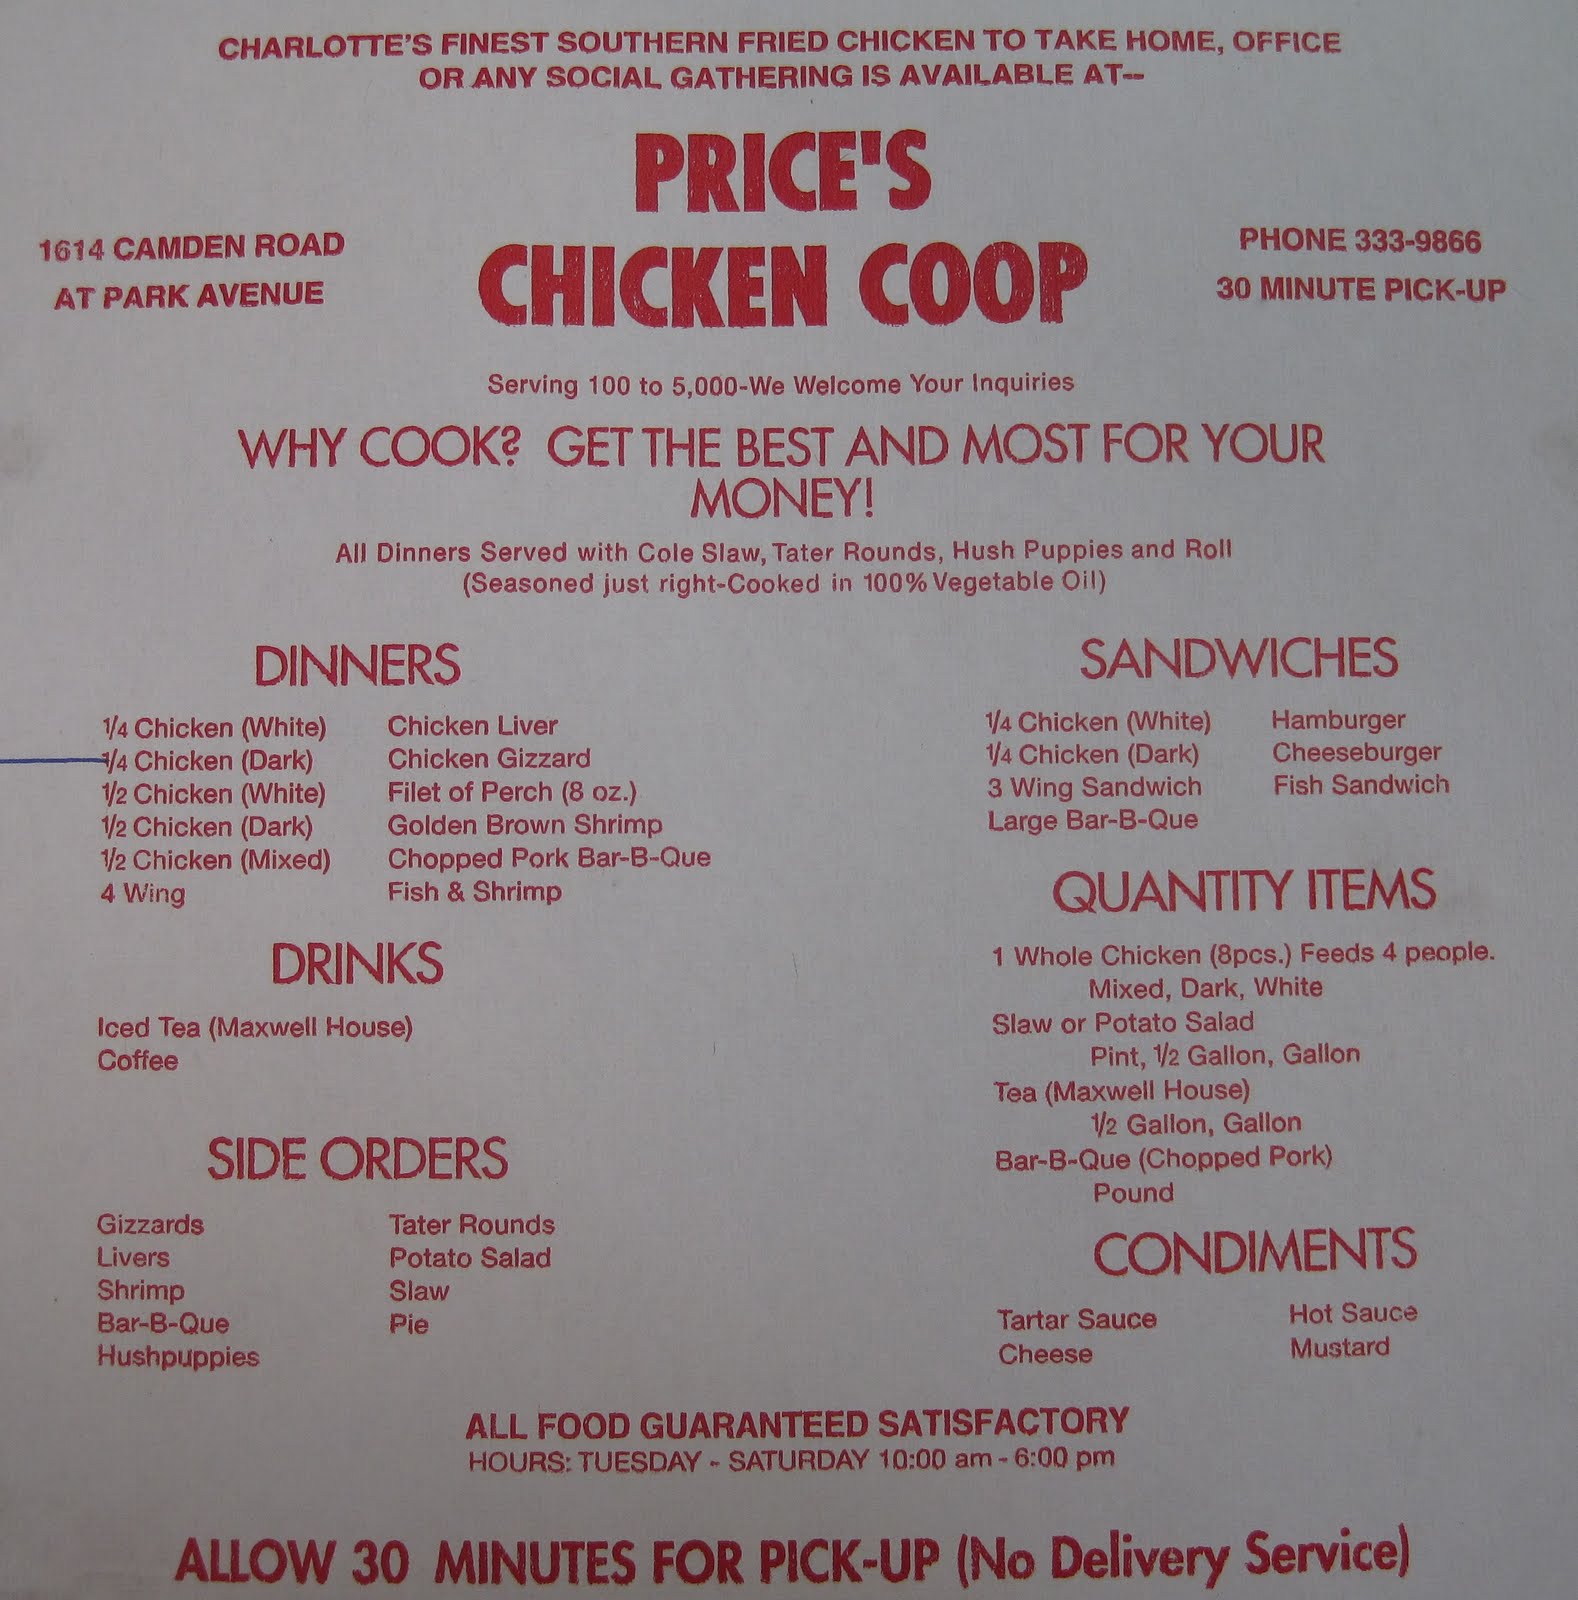 CHARLOTTE'S FINEST SOUTHERN FRIED CHICKEN TO TAKE HOME, OFFICE
OR ANY SOCIAL GATHERING IS AVAILABLE AT--
PRICE'S
CHICKEN COOP
1614 CAMDEN ROAD
AT PARK AVENUE
PHONE 333-9866
30 MINUTE PICK-UP
Serving 100 to 5,000-We Welcome Your Inquiries
WHY COOK? GET THE BEST AND MOST FOR YOUR
MONEY!
All Dinners Served with Cole Slaw, Tater Rounds, Hush Puppies and Roll
(Seasoned just right-Cooked in 100% Vegetable Oil)
DINNERS
1/4 Chicken (White)
1/4 Chicken (Dark)
1/2 Chicken (White)
1/2 Chicken (Dark)
1/2 Chicken (Mixed)
4 Wing
Chicken Liver
Chicken Gizzard
Filet of Perch (8 oz.)
Golden Brown Shrimp
Chopped Pork Bar-B-Que
Fish & Shrimp
DRINKS
Iced Tea (Maxwell House)
Coffee
SIDE ORDERS
Gizzards
Livers
Shrimp
Bar-B-Que
Hushpuppies
Tater Rounds
Potato Salad
Slaw
Pie
SANDWICHES
1/4 Chicken (White)
1/4 Chicken (Dark)
3 Wing Sandwich
Large Bar-B-Que
Hamburger
Cheeseburger
Fish Sandwich
QUANTITY ITEMS
1 Whole Chicken (8pcs.) Feeds 4 people.
Mixed, Dark, White
Slaw or Potato Salad
Pint, 1/2 Gallon, Gallon
Tea (Maxwell House)
1/2 Gallon, Gallon
Bar-B-Que (Chopped Pork)
Pound
CONDIMENTS
Tartar Sauce
Cheese
Hot Sauce
Mustard
ALL FOOD GUARANTEED SATISFACTORY
HOURS: TUESDAY - SATURDAY 10:00 am - 6:00 pm
ALLOW 30 MINUTES FOR PICK-UP (No Delivery Service)